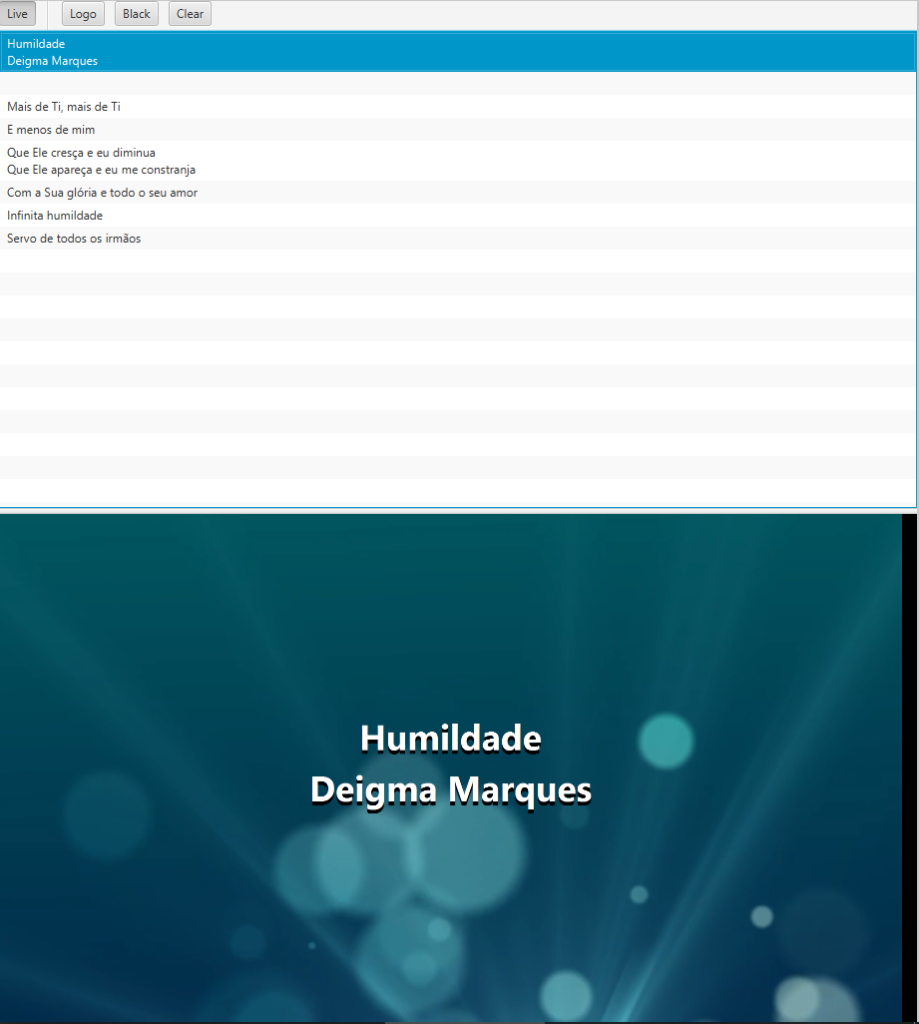 Live Logo Black Clear
Humildade
Deigma Marques
Mais de Ti, mais de Ti
E menos de mim
Que Ele cresça e eu diminua
Que Ele apareça e eu me constranja
Com a Sua glória e todo o seu amor
Infinita humildade
Servo de todos os irmãos
Humildade
Deigma Marques